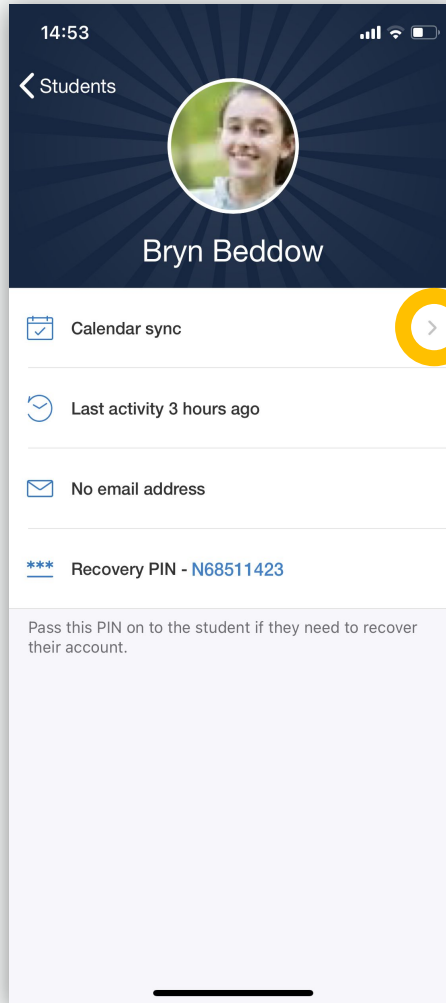 14:53
Students
Bryn Beddow
Calendar sync
Last activity 3 hours ago
No email address
*** Recovery PIN - N68511423
Pass this PIN on to the student if they need to recover
their account.